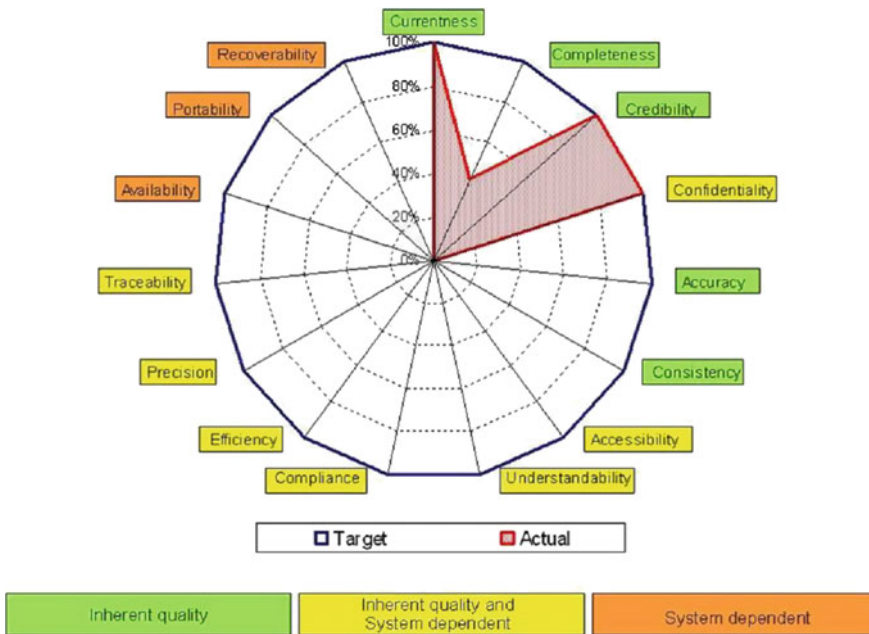 Currentness
Recoverability
Completeness
Portability
Credibility
Availability
Confidentiality
Traceability
Accuracy
Precision
Consistency
Efficiency
Accessibility
Compliance
Understandability
100%
80%
60%
40%
20%
0%
Target
Actual
Inherent quality
Inherent quality and
System dependent
System dependent